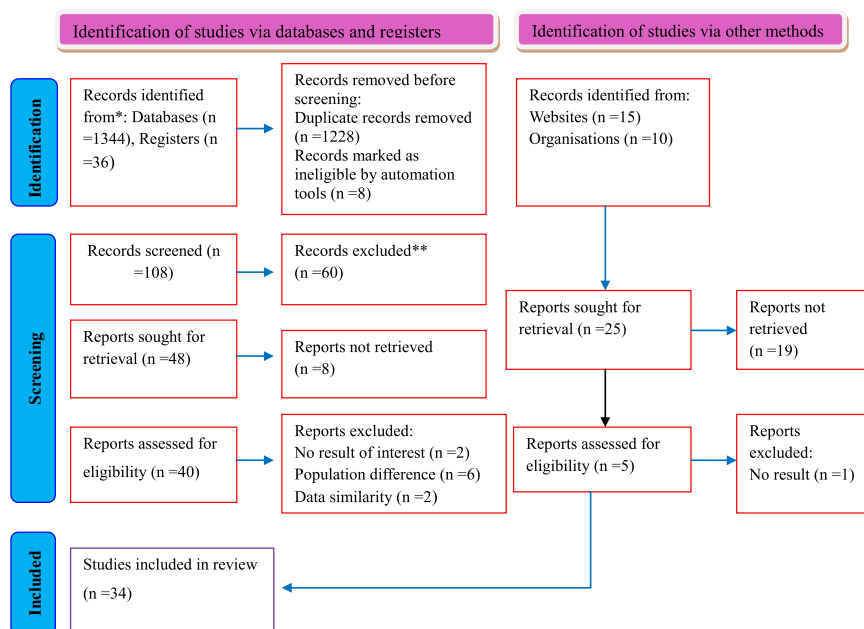 Identification of studies via databases and registers
Identification of studies via other methods
Identification
Records identified
from*: Databases (n
=1344), Registers (n
=36)
Records removed before
screening:
Duplicate records removed
(n =1228)
Records marked as
ineligible by automation
tools (n =8)
Records identified from:
Websites (n =15)
Organisations (n =10)
Screening
Records screened (n
=108)
Records excluded**
(n =60)
Reports sought for
retrieval (n =25)
Reports not
retrieved
(n =19)
Reports sought for
retrieval (n =48)
Reports not retrieved
(n =8)
Reports assessed for
eligibility (n =40)
Reports excluded:
No result of interest (n =2)
Population difference (n =6)
Data similarity (n =2)
Reports assessed for
eligibility (n =5)
Reports
excluded:
No result (n =1)
Included
Studies included in review
(n =34)